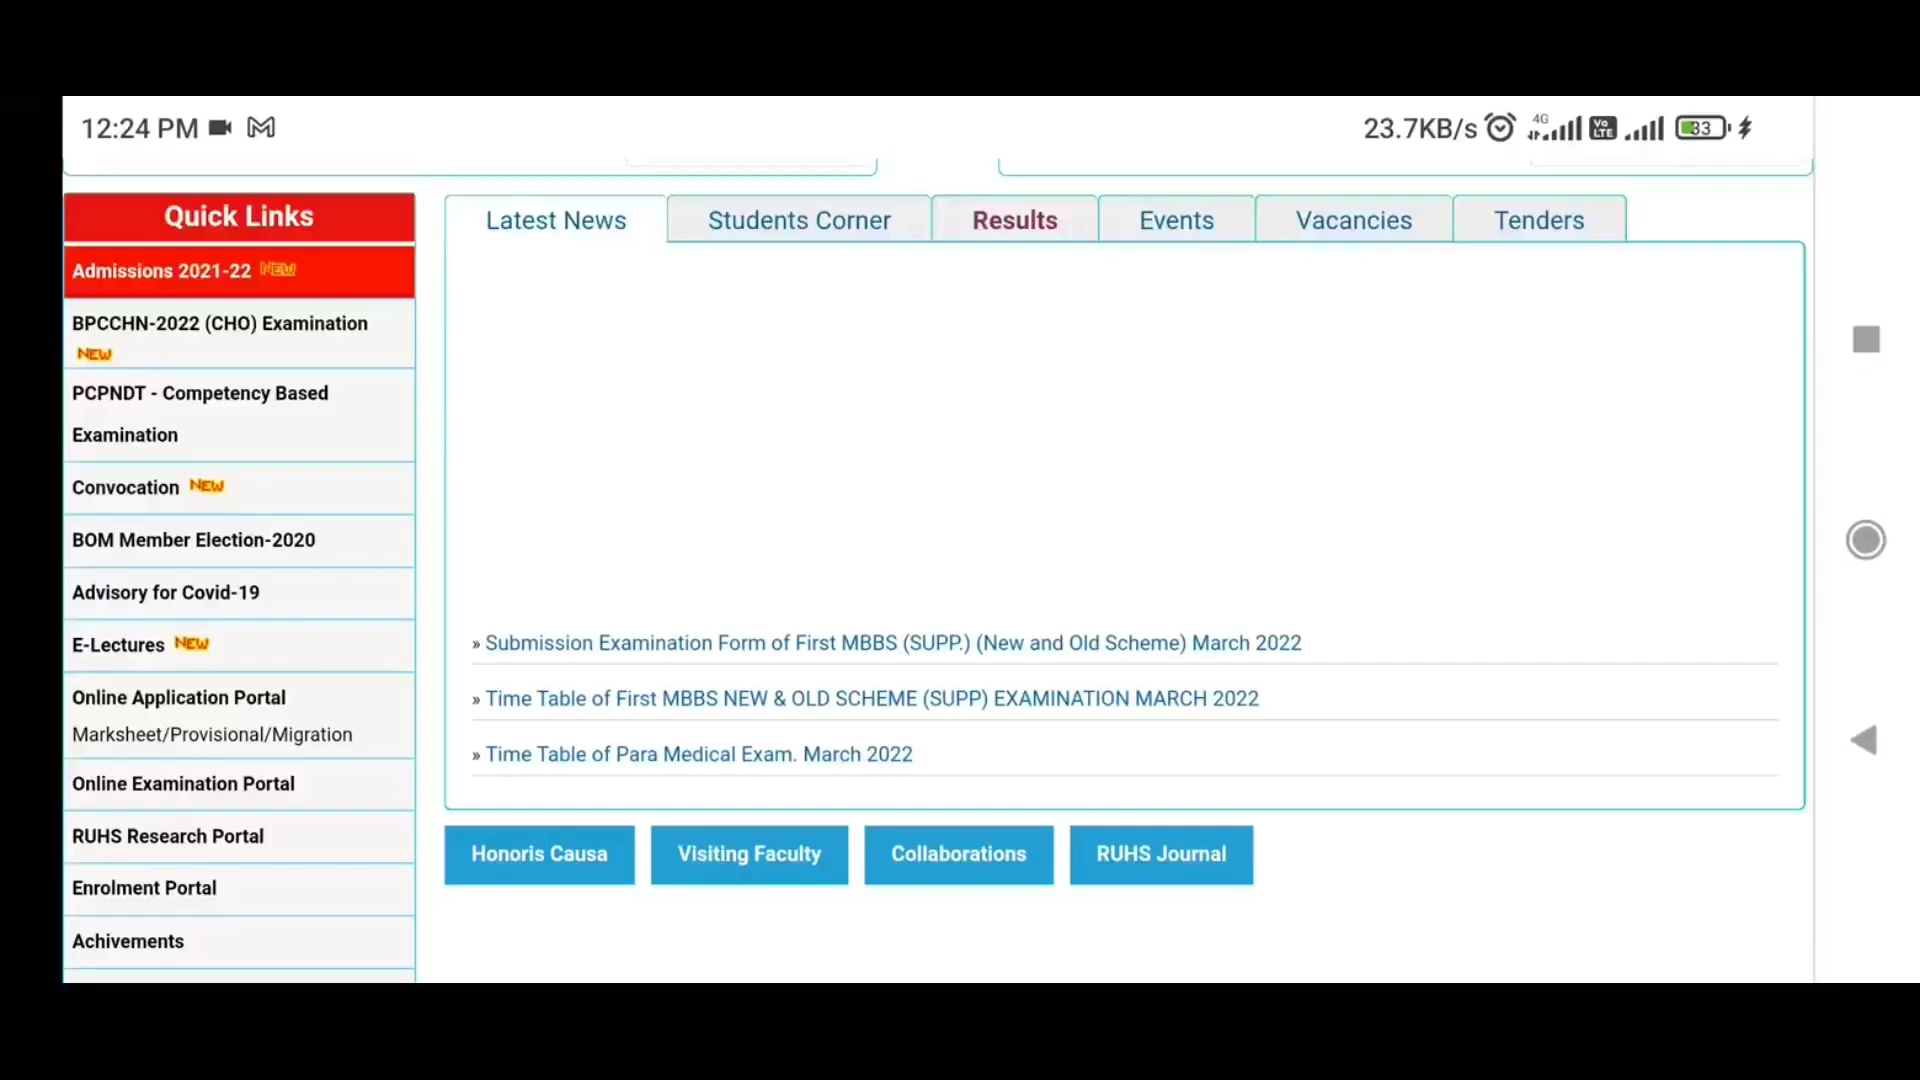 12:24 PM
23.7KB/s 4G Vo LTE 33
Quick Links
Admissions 2021-22 NEW
BPCCHN-2022 (CHO) Examination
NEW
PCPNDT - Competency Based
Examination
Convocation NEW
BOM Member Election-2020
Advisory for Covid-19
E-Lectures NEW
Online Application Portal
Marksheet/Provisional/Migration
Online Examination Portal
RUHS Research Portal
Enrolment Portal
Achivements
Latest News Students Corner Results Events Vacancies Tenders
» Submission Examination Form of First MBBS (SUPP.) (New and Old Scheme) March 2022
» Time Table of First MBBS NEW & OLD SCHEME (SUPP) EXAMINATION MARCH 2022
» Time Table of Para Medical Exam. March 2022
Honoris Causa Visiting Faculty Collaborations RUHS Journal